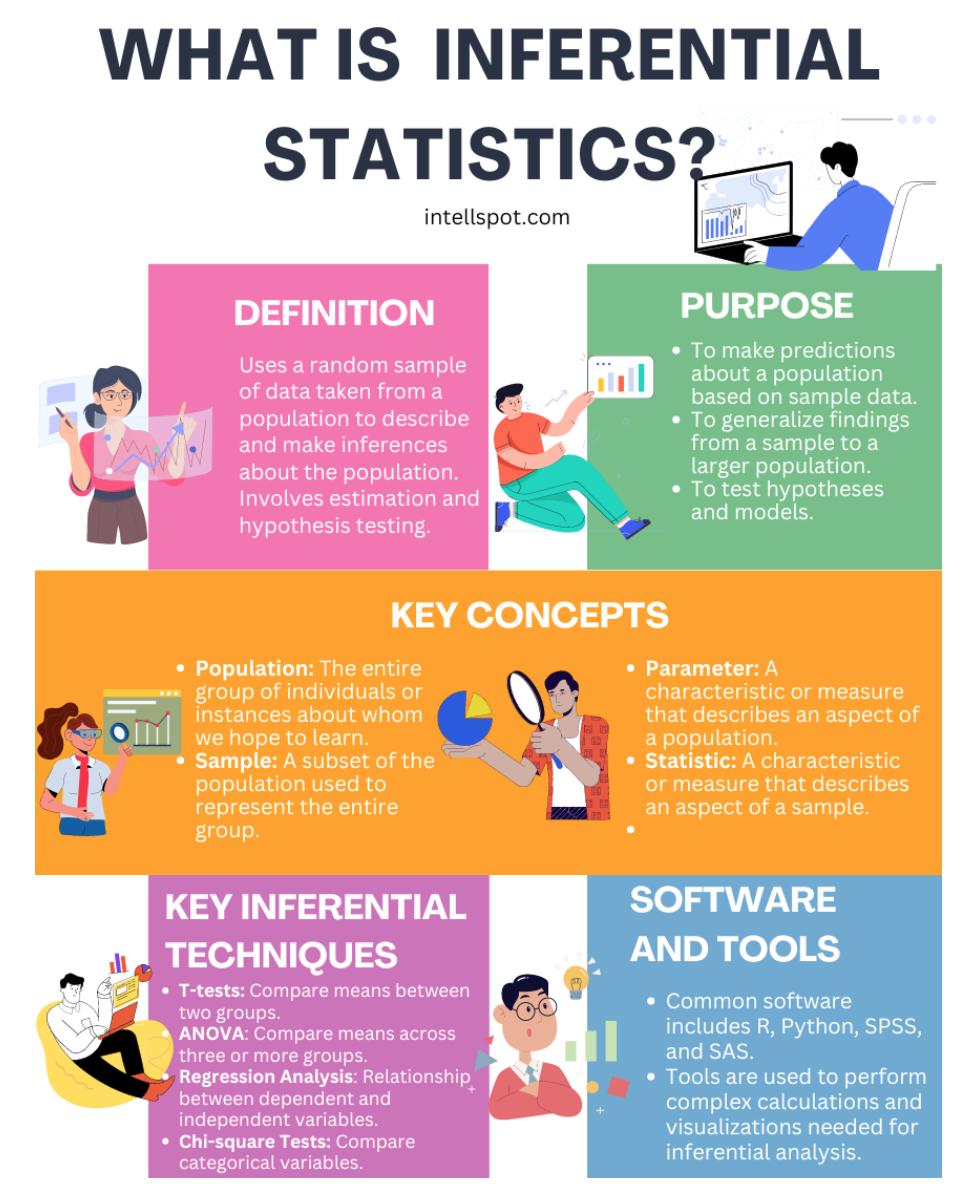 WHAT IS INFERENTIAL
STATISTICS?
intellspot.com
DEFINITION
Uses a random sample
of data taken from a
population to describe
and make inferences
about the population.
Involves estimation and
hypothesis testing.
PURPOSE
• To make predictions
about a population
based on sample data.
• To generalize findings
from a sample to a
larger population.
• To test hypotheses
and models.
KEY CONCEPTS
• Population: The entire
group of individuals or
instances about whom
we hope to learn.
• Sample: A subset of the
population used to
represent the entire
group.
• Parameter: A
characteristic or measure
that describes an aspect of
a population.
• Statistic: A characteristic
or measure that describes
an aspect of a sample.
•
KEY INFERENTIAL
TECHNIQUES
• T-tests: Compare means between
two groups.
• ANOVA: Compare means across
three or more groups.
• Regression Analysis: Relationship
between dependent and
independent variables.
• Chi-square Tests: Compare
categorical variables.
SOFTWARE
AND TOOLS
• Common software
includes R, Python, SPSS,
and SAS.
• Tools are used to perform
complex calculations and
visualizations needed for
inferential analysis.